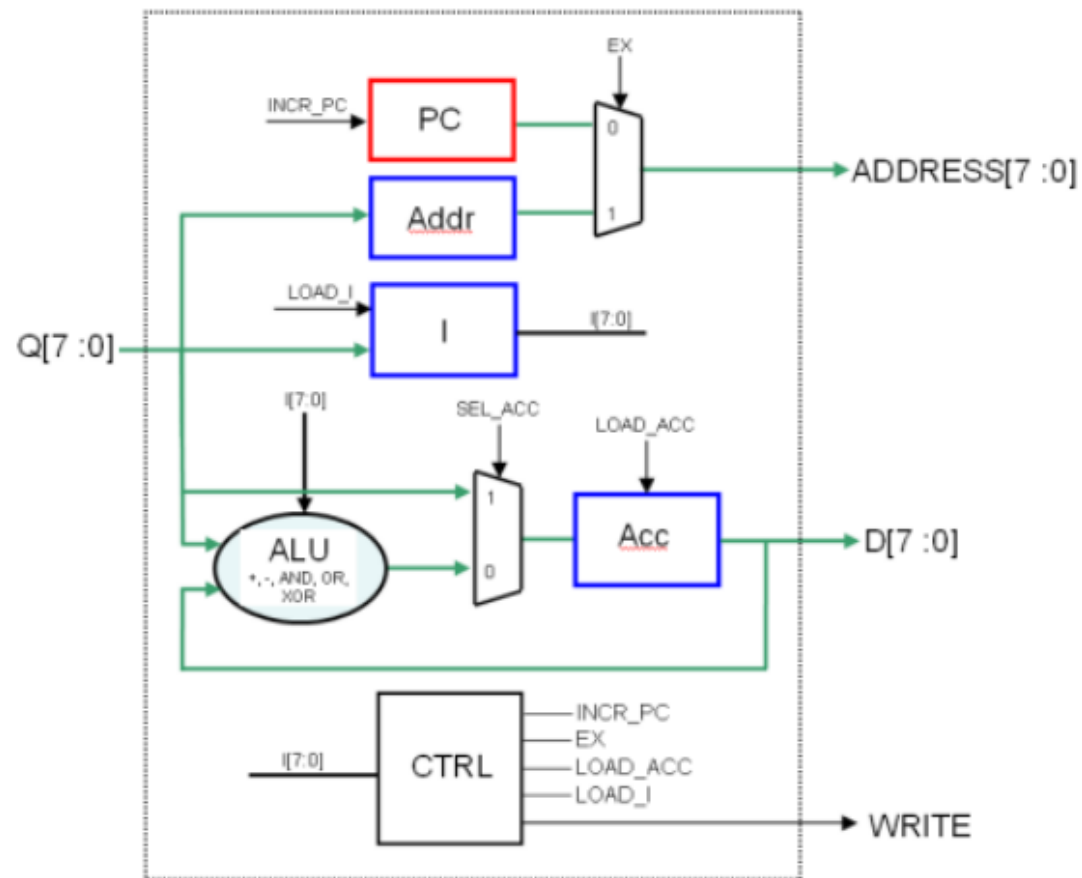 EX
INCR_PC
PC
0
ADDRESS[7 :0]
Addr
1
LOAD_I
I
I[7:0]
Q[7 :0]
I[7:0]
SEL_ACC
LOAD_ACC
1
ALU
+,-, AND, OR,
XOR
0
Acc
D[7 :0]
I[7:0]
CTRL
INCR_PC
EX
LOAD_ACC
LOAD_I
WRITE